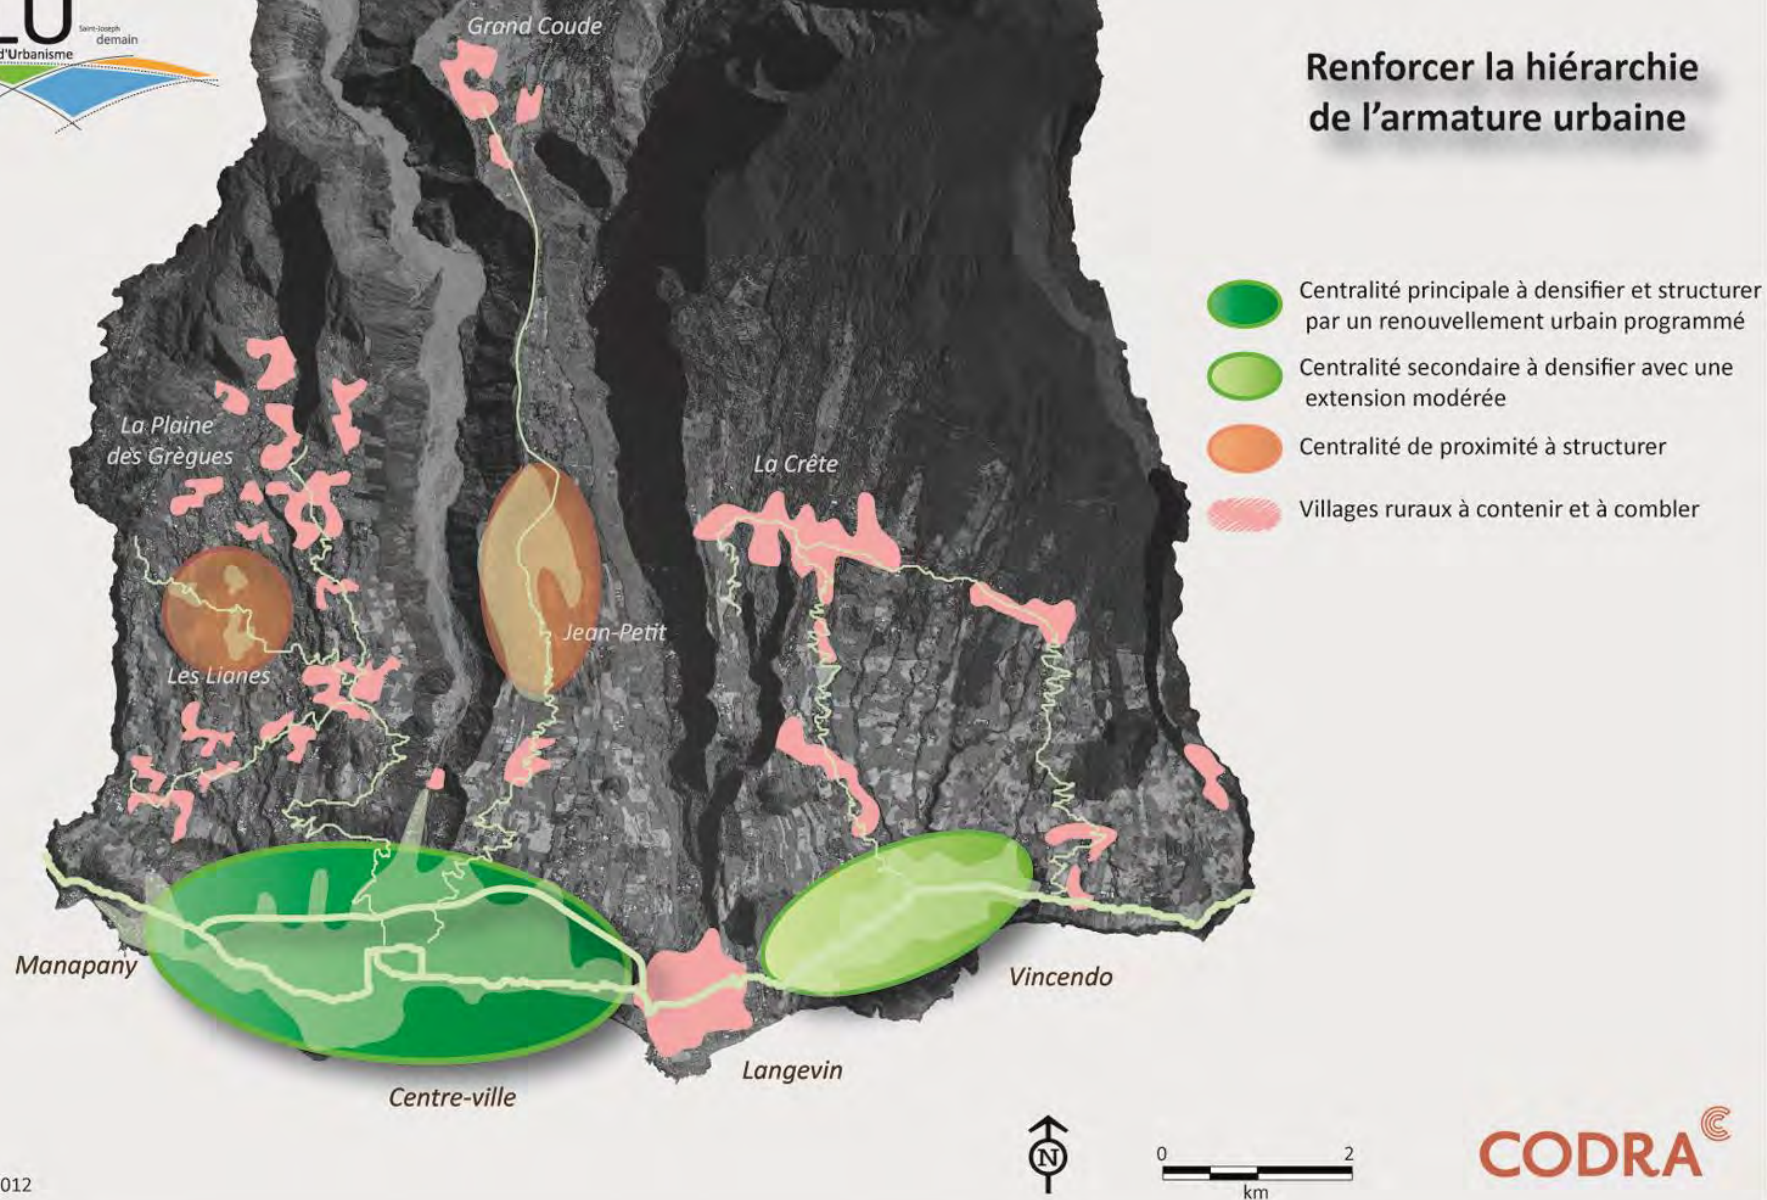 Saint-Joseph
demain
d'Urbanisme
Grand Coude
Renforcer la hiérarchie
de l'armature urbaine
Centralité principale à densifier et structurer
par un renouvellement urbain programmé
Centralité secondaire à densifier avec une
extension modérée
Centralité de proximité à structurer
Villages ruraux à contenir et à combler
La Plaine
des Grègues
La Crête
Jean-Petit
Les Lianes
Manapany
Vincendo
Langevin
Centre-ville
N
0 2
km
CODRA
012